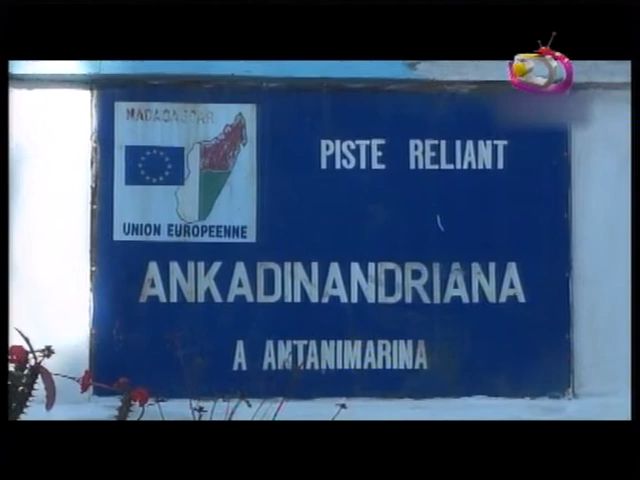 MADAGASCAR
UNION EUROPEENNE
PISTE RELIANT
ANKADINANDRIANA
A ANTANIMARINA